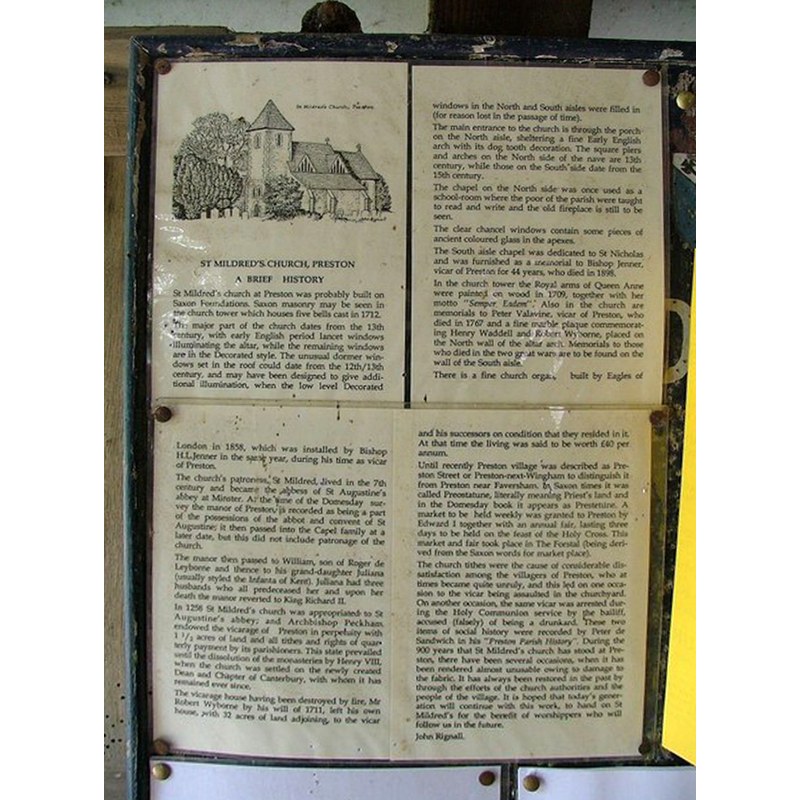 St Mildred's Church, Preston
ST MILDRED'S CHURCH, PRESTON
A BRIEF HISTORY
St Mildred's church at Preston was probably built on
Saxon Foundations. Saxon masonry may be seen in
the church tower which houses five bells cast in 1712.
The major part of the church dates from the 13th
century, with early English period lancet windows
illuminating the altar, while the remaining windows
are in the Decorated style. The unusual dormer win-
dows set in the roof could date from the 12th/13th
century, and may have been designed to give addi-
tional illumination, when the low level Decorated
windows in the North and South aisles were filled in
(for reason lost in the passage of time).
The main entrance to the church is through the porch
on the North aisle, sheltering a fine Early English
arch with its dog tooth decoration. The square piers
and arches on the North side of the nave are 13th
century, while those on the South side date from the
15th century.
The chapel on the North side was once used as a
school-room where the poor of the parish were taught
to read and write and the old fireplace is still to be
seen.
The clear chancel windows contain some pieces of
ancient coloured glass in the apexes.
The South aisle chapel was dedicated to St Nicholas
and was furnished as a memorial to Bishop Jenner,
vicar of Preston for 44 years, who died in 1898.
In the church tower the Royal arms of Queen Anne
were painted on wood in 1709, together with her
motto "Semper Eadem". Also in the church are
memorials to Peter Valavine, vicar of Preston, who
died in 1767 and a fine marble plaque commemorat-
ing Henry Waddell and Robert Wyborne, placed on
the North wall of the altar arch. Memorials to those
who died in the two great wars are to be found on the
wall of the South aisle.
There is a fine church organ, built by Eagles of
London in 1858, which was installed by Bishop
H.L.Jenner in the same year, during his time as vicar
of Preston.
The church's patroness, St Mildred, lived in the 7th
century and became the abbess of St Augustine's
abbey at Minster. At the time of the Domesday sur-
vey the manor of Preston is recorded as being a part
of the possessions of the abbot and convent of St
Augustine; it then passed into the Capel family at a
later date, but this did not include patronage of the
church.
The manor then passed to William, son of Roger de
Leyborne and thence to his grand-daughter Juliana
(usually styled the Infanta of Kent). Juliana had three
husbands who all predeceased her and upon her
death the manor reverted to King Richard II.
In 1256 St Mildred's church was appropriated to St
Augustine's abbey; and Archbishop Peckham
endowed the vicarage of Preston in perpetuity with
1 1/2 acres of land and all tithes and rights of quar-
terly payment by its parishioners. This state prevailed
until the dissolution of the monasteries by Henry VIII,
when the church was settled on the newly created
Dean and Chapter of Canterbury, with whom it has
remained ever since.
The vicarage house having been destroyed by fire, Mr
Robert Wyborne by his will of 1711, left his own
house, with 32 acres of land adjoining, to the vicar
and his successors on condition that they resided in it.
At that time the living was said to be worth £40 per
annum.
Until recently Preston village was described as Pre-
ston Street or Preston-next-Wingham to distinguish it
from Preston near Faversham. In Saxon times it was
called Preostatune, literally meaning Priest's land and
in the Domesday book it appears as Prestetune. A
market to be held weekly was granted to Preston by
Edward I together with an annual fair, lasting three
days to be held on the feast of the Holy Cross. This
market and fair took place in The Forstal (being deri-
ved from the Saxon words for market place).
The church tithes were the cause of considerable dis-
satisfaction among the villagers of Preston, who at
times became quite unruly, and this led on one occa-
sion to the vicar being assaulted in the churchyard.
On another occasion, the same vicar was arrested dur-
ing the Holy Communion service by the bailiff,
accused (falsely) of being a drunkard. These two
items of social history were recorded by Peter de
Sandwich in his "Preston Parish History". During the
900 years that St Mildred's church has stood at Pre-
ston, there have been several occasions, when it has
been rendered almost unusable owing to damage to
the fabric. It has always been restored in the past by
through the efforts of the church authorities and the
people of the village. It is hoped that today's gener-
ation will continue with this work, to hand on St
Mildred's for the benefit of worshippers who will
follow us in the future.
John Rignall.